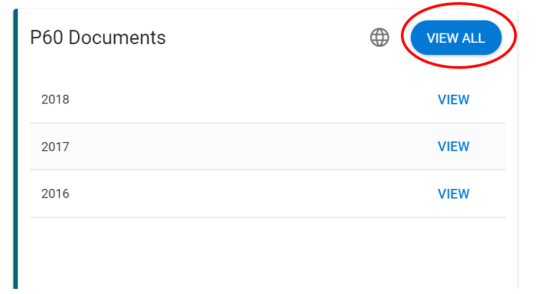 P60 Documents VIEW ALL
2018 VIEW
2017 VIEW
2016 VIEW